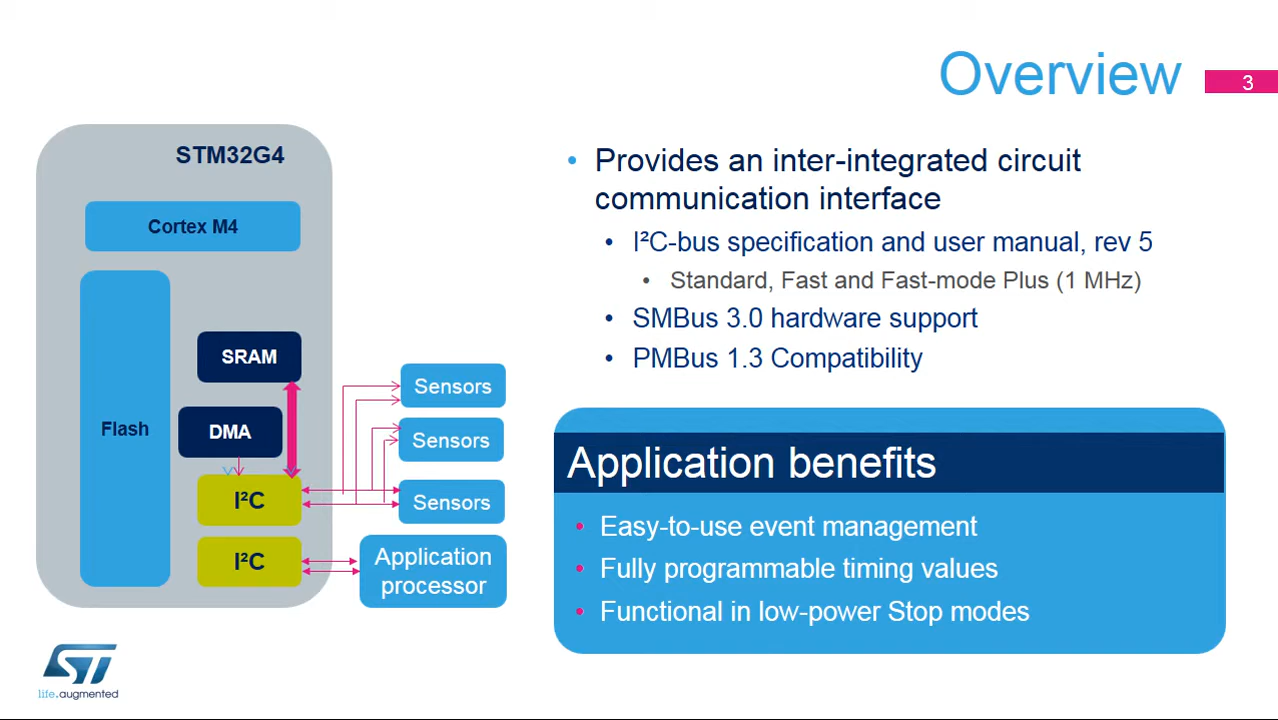 Overview
3
STM32G4
Cortex M4
Flash
SRAM
DMA
I²C
I²C
Sensors
Sensors
Sensors
Application
processor
• Provides an inter-integrated circuit
communication interface
• I²C-bus specification and user manual, rev 5
• Standard, Fast and Fast-mode Plus (1 MHz)
• SMBus 3.0 hardware support
• PMBus 1.3 Compatibility
Application benefits
• Easy-to-use event management
• Fully programmable timing values
• Functional in low-power Stop modes
ST
life.augmented